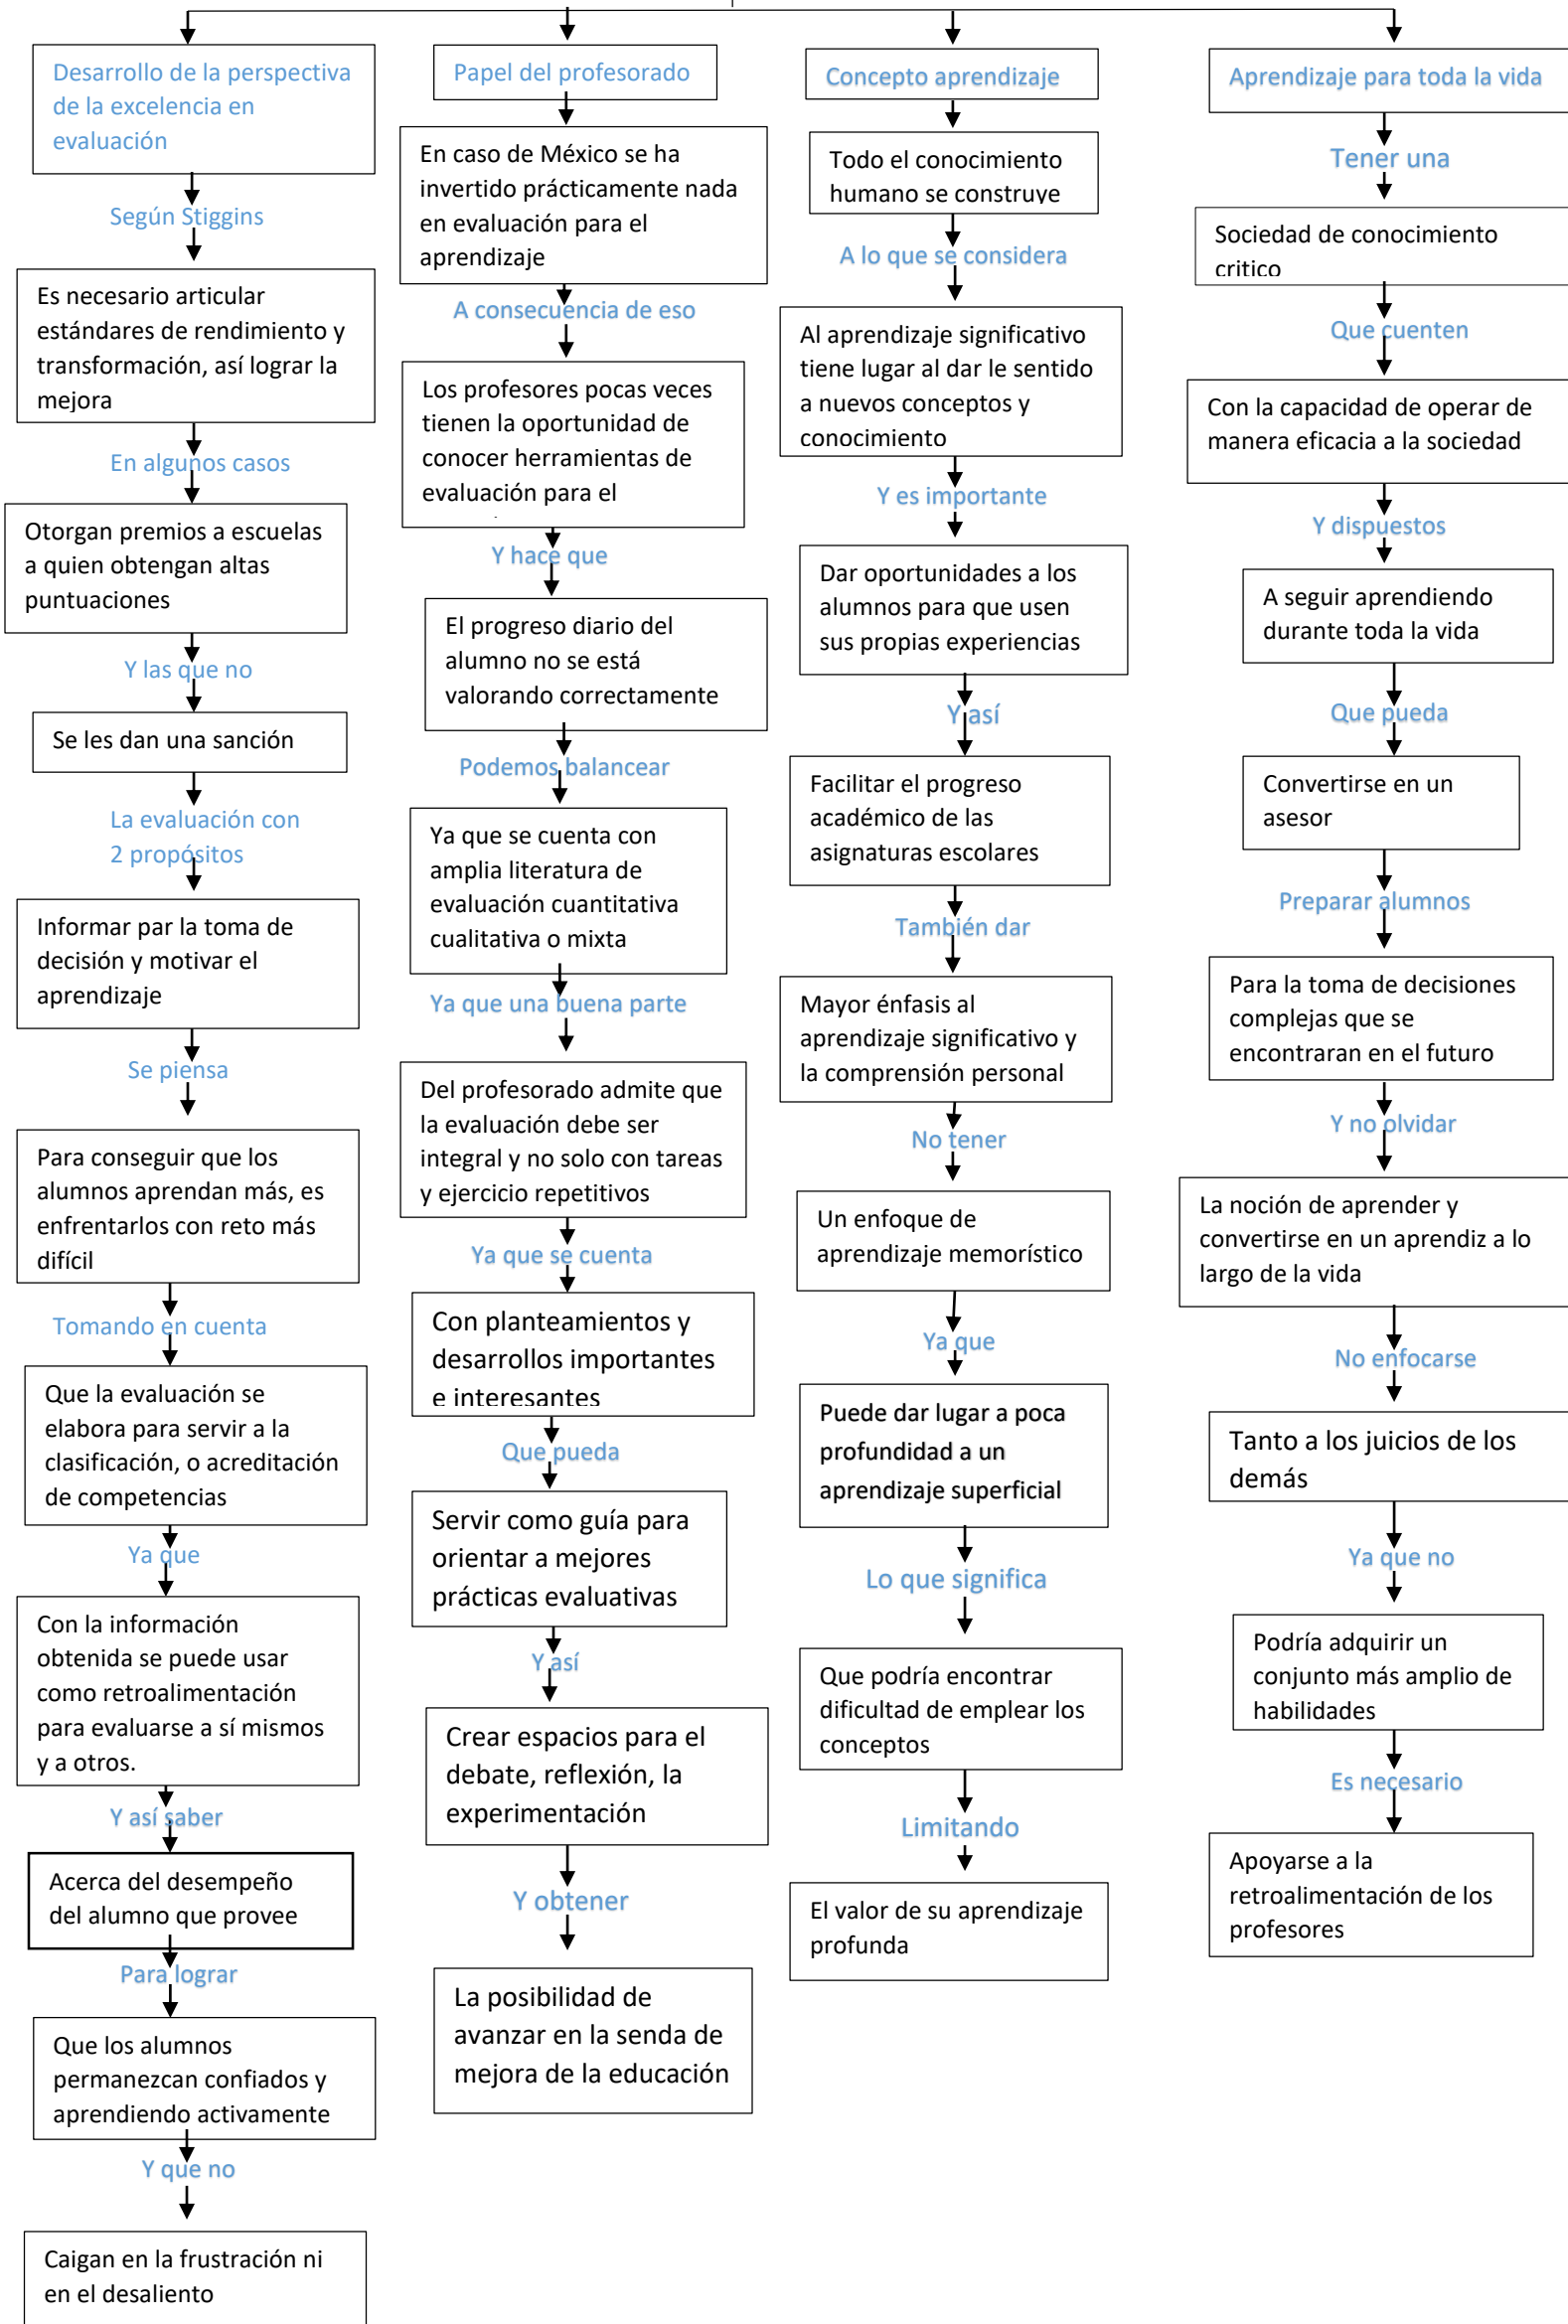 Desarrollo de la perspectiva
de la excelencia en
evaluación
Según Stiggins
Es necesario articular
estándares de rendimiento y
transformación, así lograr la
mejora
En algunos casos
Otorgan premios a escuelas
a quien obtengan altas
puntuaciones
Y las que no
Se les dan una sanción
La evaluación con
2 propósitos
Informar par la toma de
decisión y motivar el
aprendizaje
Se piensa
Para conseguir que los
alumnos aprendan más, es
enfrentarlos con reto más
difícil
Tomando en cuenta
Que la evaluación se
elabora para servir a la
clasificación, o acreditación
de competencias
Ya que
Con la información
obtenida se puede usar
como retroalimentación
para evaluarse a sí mismos
y a otros.
Y así saber
Acerca del desempeño
del alumno que provee
Para lograr
Que los alumnos
permanezcan confiados y
aprendiendo activamente
Y que no
Caigan en la frustración ni
en el desaliento
Papel del profesorado
En caso de México se ha
invertido prácticamente nada
en evaluación para el
aprendizaje
A consecuencia de eso
Los profesores pocas veces
tienen la oportunidad de
conocer herramientas de
evaluación para el
Y hace que
El progreso diario del
alumno no se está
valorando correctamente
Podemos balancear
Ya que se cuenta con
amplia literatura de
evaluación cuantitativa
cualitativa o mixta
Ya que una buena parte
Del profesorado admite que
la evaluación debe ser
integral y no solo con tareas
y ejercicio repetitivos
Ya que se cuenta
Con planteamientos y
desarrollos importantes
e interesantes
Que pueda
Servir como guía para
orientar a mejores
prácticas evaluativas
Y así
Crear espacios para el
debate, reflexión, la
experimentación
Y obtener
La posibilidad de
avanzar en la senda de
mejora de la educación
Concepto aprendizaje
Todo el conocimiento
humano se construye
A lo que se considera
Al aprendizaje significativo
tiene lugar al dar le sentido
a nuevos conceptos y
conocimiento
Y es importante
Dar oportunidades a los
alumnos para que usen
sus propias experiencias
Y así
Facilitar el progreso
académico de las
asignaturas escolares
También dar
Mayor énfasis al
aprendizaje significativo y
la comprensión personal
No tener
Un enfoque de
aprendizaje memorístico
Ya que
Puede dar lugar a poca
profundidad a un
aprendizaje superficial
Lo que significa
Que podría encontrar
dificultad de emplear los
conceptos
Limitando
El valor de su aprendizaje
profunda
Aprendizaje para toda la vida
Tener una
Sociedad de conocimiento
critico
Que cuenten
Con la capacidad de operar de
manera eficacia a la sociedad
Y dispuestos
A seguir aprendiendo
durante toda la vida
Que pueda
Convertirse en un
asesor
Preparar alumnos
Para la toma de decisiones
complejas que se
encontraran en el futuro
Y no olvidar
La noción de aprender y
convertirse en un aprendiz a lo
largo de la vida
No enfocarse
Tanto a los juicios de los
demás
Ya que no
Podría adquirir un
conjunto más amplio de
habilidades
Es necesario
Apoyarse a la
retroalimentación de los
profesores